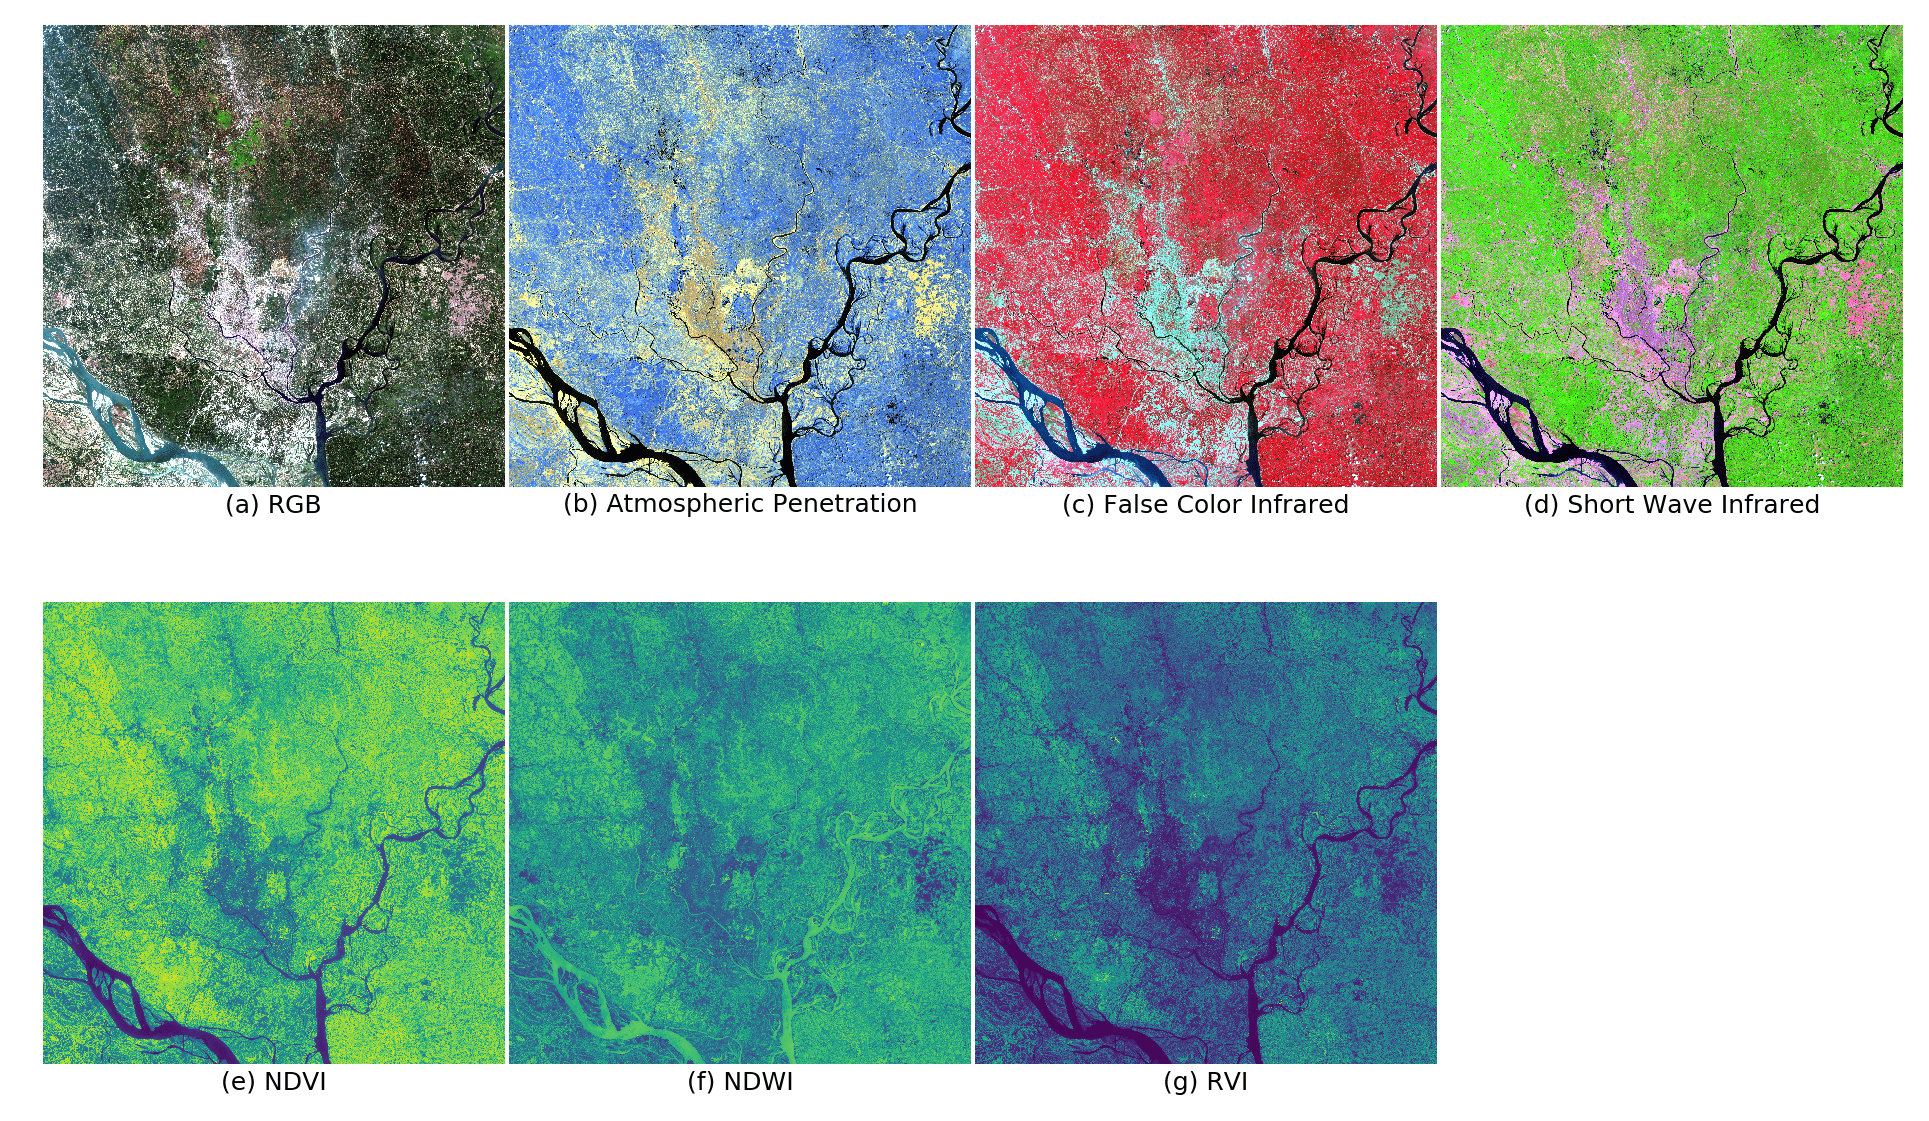 (a) RGB
(b) Atmospheric Penetration
(c) False Color Infrared
(d) Short Wave Infrared
(e) NDVI
(f) NDWI
(g) RVI